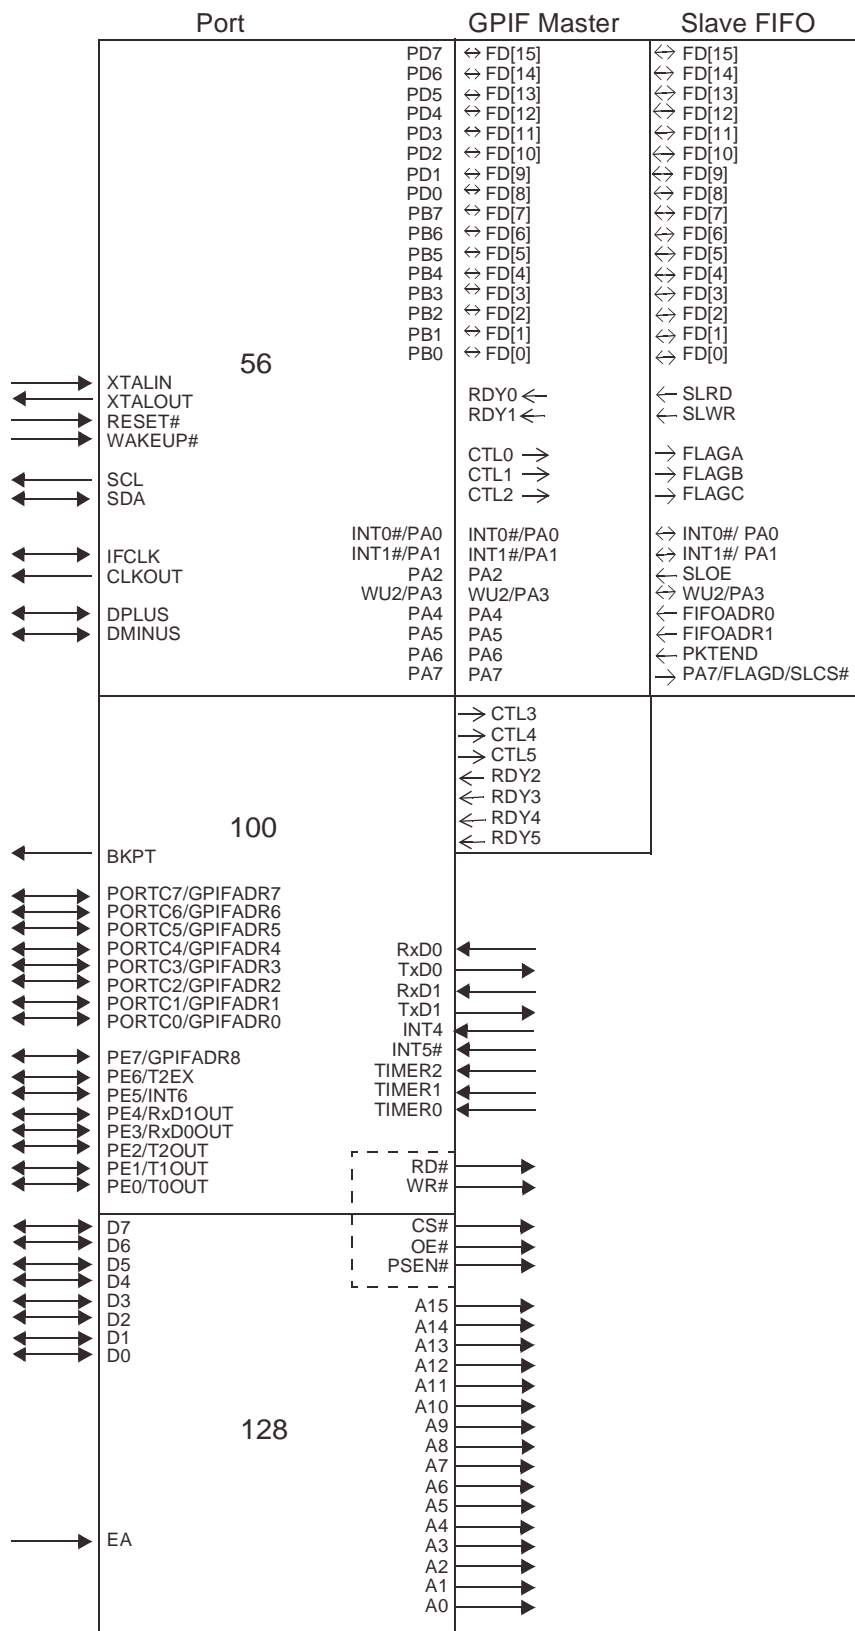 Port GPIF Master Slave FIFO
PD7 FD[15] FD[15]
PD6 FD[14] FD[14]
PD5 FD[13] FD[13]
PD4 FD[12] FD[12]
PD3 FD[11] FD[11]
PD2 FD[10] FD[10]
PD1 FD[9] FD[9]
PD0 FD[8] FD[8]
PB7 FD[7] FD[7]
PB6 FD[6] FD[6]
PB5 FD[5] FD[5]
PB4 FD[4] FD[4]
PB3 FD[3] FD[3]
PB2 FD[2] FD[2]
PB1 FD[1] FD[1]
PB0 FD[0] FD[0]
56
XTALIN RDY0 SLRD
XTALOUT RDY1 SLWR
RESET#
WAKEUP#
CTL0 FLAGA
SCL CTL1 FLAGB
SDA CTL2 FLAGC
INT0#/PA0 INT0#/PA0 INT0#/ PA0
IFCLK INT1#/PA1 INT1#/PA1 INT1#/ PA1
CLKOUT PA2 PA2 SLOE
WU2/PA3 WU2/PA3 WU2/PA3
DPLUS PA4 PA4 FIFOADR0
DMINUS PA5 PA5 FIFOADR1
PA6 PA6 PKTEND
PA7 PA7 PA7/FLAGD/SLCS#
CTL3
CTL4
CTL5
RDY2
RDY3
RDY4
RDY5
100
BKPT
PORTC7/GPIFADR7
PORTC6/GPIFADR6
PORTC5/GPIFADR5
PORTC4/GPIFADR4 RxD0
PORTC3/GPIFADR3 TxD0
PORTC2/GPIFADR2 RxD1
PORTC1/GPIFADR1 TxD1
PORTC0/GPIFADR0 INT4
PE7/GPIFADR8 INT5#
PE6/T2EX TIMER2
PE5/INT6 TIMER1
PE4/RxD1OUT TIMER0
PE3/RxD0OUT
PE2/T2OUT
PE1/T1OUT RD#
PE0/T0OUT WR#
D7 CS#
D6 OE#
D5 PSEN#
D4
D3 A15
D2 A14
D1 A13
D0 A12
A11
A10
128 A9
A8
A7
A6
A5
A4
EA A3
A2
A1
A0